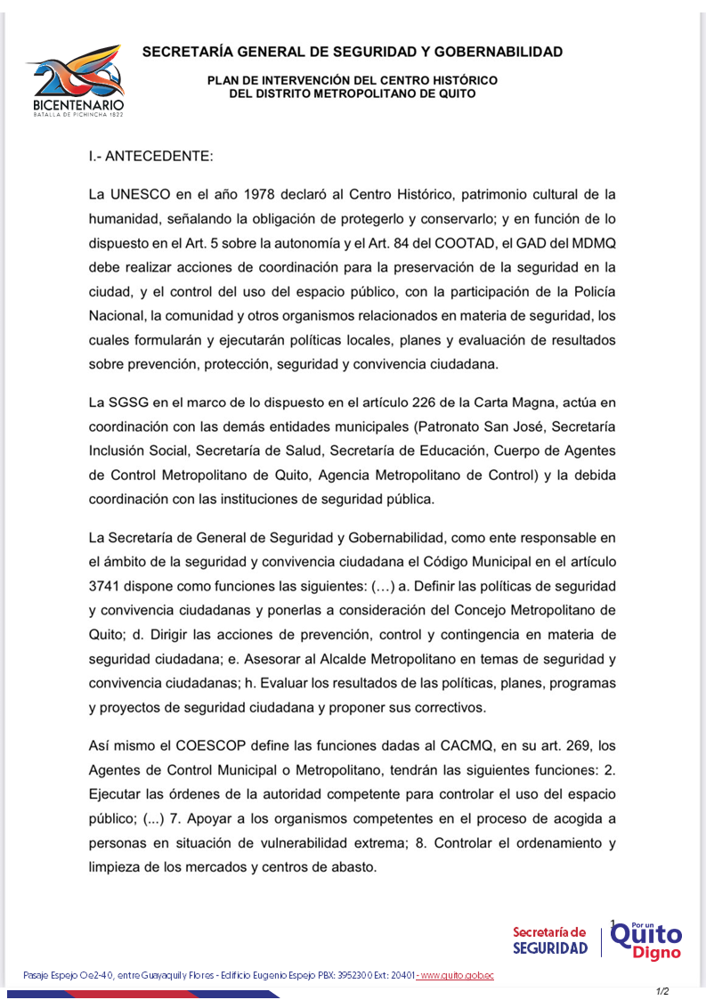 SECRETARÍA GENERAL DE SEGURIDAD Y GOBERNABILIDAD
PLAN DE INTERVENCIÓN DEL CENTRO HISTÓRICO
DEL DISTRITO METROPOLITANO DE QUITO
200
BICENTENARIO
BATALLA DE PICHINCHA 1822
I.- ANTECEDENTE:
La UNESCO en el año 1978 declaró al Centro Histórico, patrimonio cultural de la
humanidad, señalando la obligación de protegerlo y conservarlo; y en función de lo
dispuesto en el Art. 5 sobre la autonomía y el Art. 84 del COOTAD, el GAD del MDMQ
debe realizar acciones de coordinación para la preservación de la seguridad en la
ciudad, y el control del uso del espacio público, con la participación de la Policía
Nacional, la comunidad y otros organismos relacionados en materia de seguridad, los
cuales formularán y ejecutarán políticas locales, planes y evaluación de resultados
sobre prevención, protección, seguridad y convivencia ciudadana.
La SGSG en el marco de lo dispuesto en el artículo 226 de la Carta Magna, actúa en
coordinación con las demás entidades municipales (Patronato San José, Secretaría
Inclusión Social, Secretaría de Salud, Secretaría de Educación, Cuerpo de Agentes
de Control Metropolitano de Quito, Agencia Metropolitano de Control) y la debida
coordinación con las instituciones de seguridad pública.
La Secretaría de General de Seguridad y Gobernabilidad, como ente responsable en
el ámbito de la seguridad y convivencia ciudadana el Código Municipal en el artículo
3741 dispone como funciones las siguientes: (…) a. Definir las políticas de seguridad
y convivencia ciudadanas y ponerlas a consideración del Concejo Metropolitano de
Quito; d. Dirigir las acciones de prevención, control y contingencia en materia de
seguridad ciudadana; e. Asesorar al Alcalde Metropolitano en temas de seguridad y
convivencia ciudadanas; h. Evaluar los resultados de las políticas, planes, programas
y proyectos de seguridad ciudadana y proponer sus correctivos.
Así mismo el COESCOP define las funciones dadas al CACMQ, en su art. 269, los
Agentes de Control Municipal o Metropolitano, tendrán las siguientes funciones: 2.
Ejecutar las órdenes de la autoridad competente para controlar el uso del espacio
público; (...) 7. Apoyar a los organismos competentes en el proceso de acogida a
personas en situación de vulnerabilidad extrema; 8. Controlar el ordenamiento y
limpieza de los mercados y centros de abasto.
1
Secretaría de
SEGURIDAD
Por un
Quito
Digno
Pasaje Espejo Oe2-40, entre Guayaquil y Flores - Edificio Eugenio Espejo PBX: 3952300 Ext: 20401 - www.quito.gob.ec
1/2